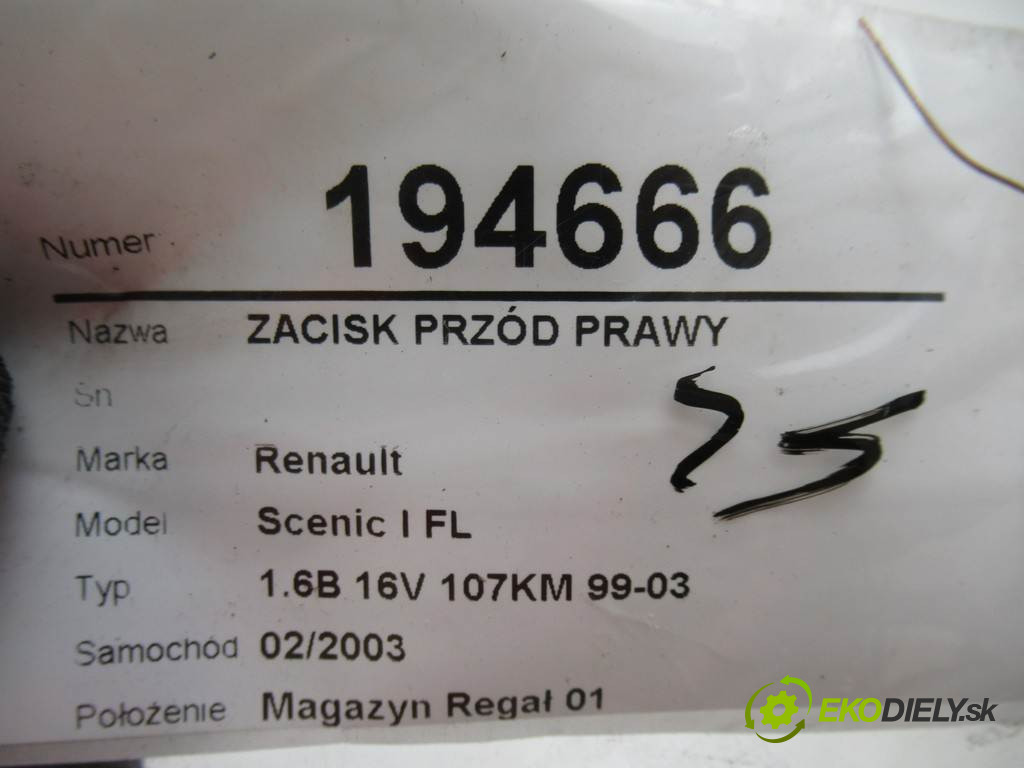 Numer 194666
Nazwa ZACISK PRZÓD PRAWY
Sn
Marka Renault
Model Scenic I FL
Typ 1.6B 16V 107KM 99-03
Samochód 02/2003
Położenie Magazyn Regał 01
EKODIELY.sk